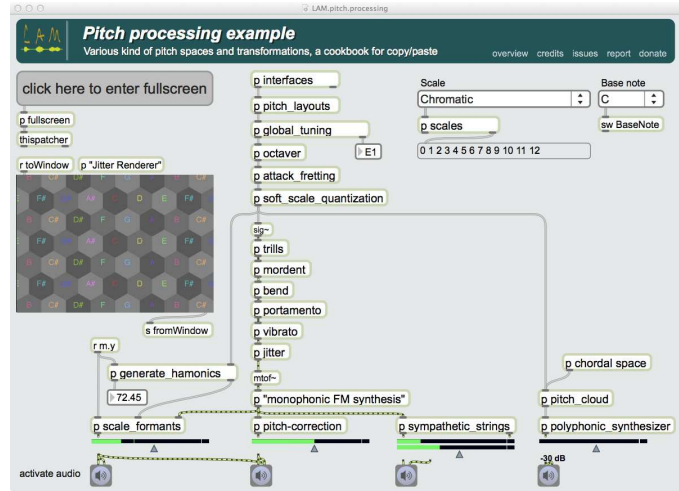 LAM.pitch.processing
LAM
Pitch processing example
Various kind of pitch spaces and transformations, a cookbook for copy/paste
overview credits issues report donate
click here to enter fullscreen
p fullscreen
thispatcher
r toWindow p "Jitter Renderer"
F# A# C D E F#
B C# D# F G A B C#
F# A# C D E F#
B C# D# F G A B C#
F# A# C D E F#
B C# D# F G A B C#
s fromWindow
p interfaces
p pitch_layouts
p global_tuning
p octaver
E1
p attack_fretting
p soft_scale_quantization
Scale
Chromatic
p scales
0 1 2 3 4 5 6 7 8 9 10 11 12
Base note
C
sw BaseNote
sig~
p trills
p mordent
p bend
p portamento
p vibrato
p jitter
mtof~
p "monophonic FM synthesis"
r m.y
p generate_hamonics
72.45
p chordal space
p pitch_cloud
p scale_formants
p pitch-correction
p sympathetic_strings
p polyphonic_synthesizer
-30 dB
activate audio